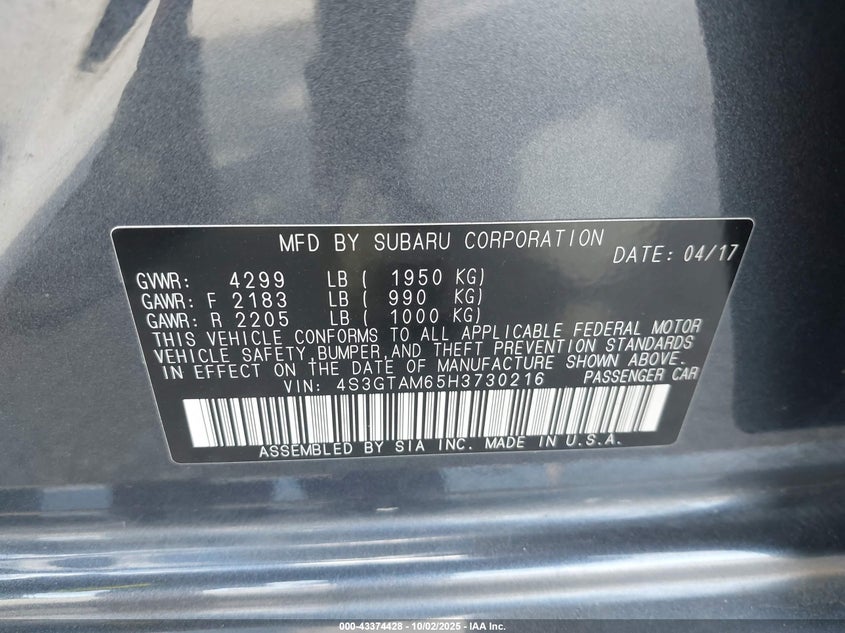 MFD BY SUBARU CORPORATION DATE: 04/17
GVWR: 4299 LB ( 1950 KG)
GAWR: F 2183 LB ( 990 KG)
GAWR: R 2205 LB ( 1000 KG)
THIS VEHICLE CONFORMS TO ALL APPLICABLE FEDERAL MOTOR
VEHICLE SAFETY,BUMPER,AND THEFT PREVENTION STANDARDS
IN EFFECT ON THE DATE OF MANUFACTURE SHOWN ABOVE.
VIN: 4S3GTAM65H3730216 PASSENGER CAR
ASSEMBLED BY SIA INC. MADE IN U.S.A.
000-43374428 - 10/02/2025 - IAA Inc.